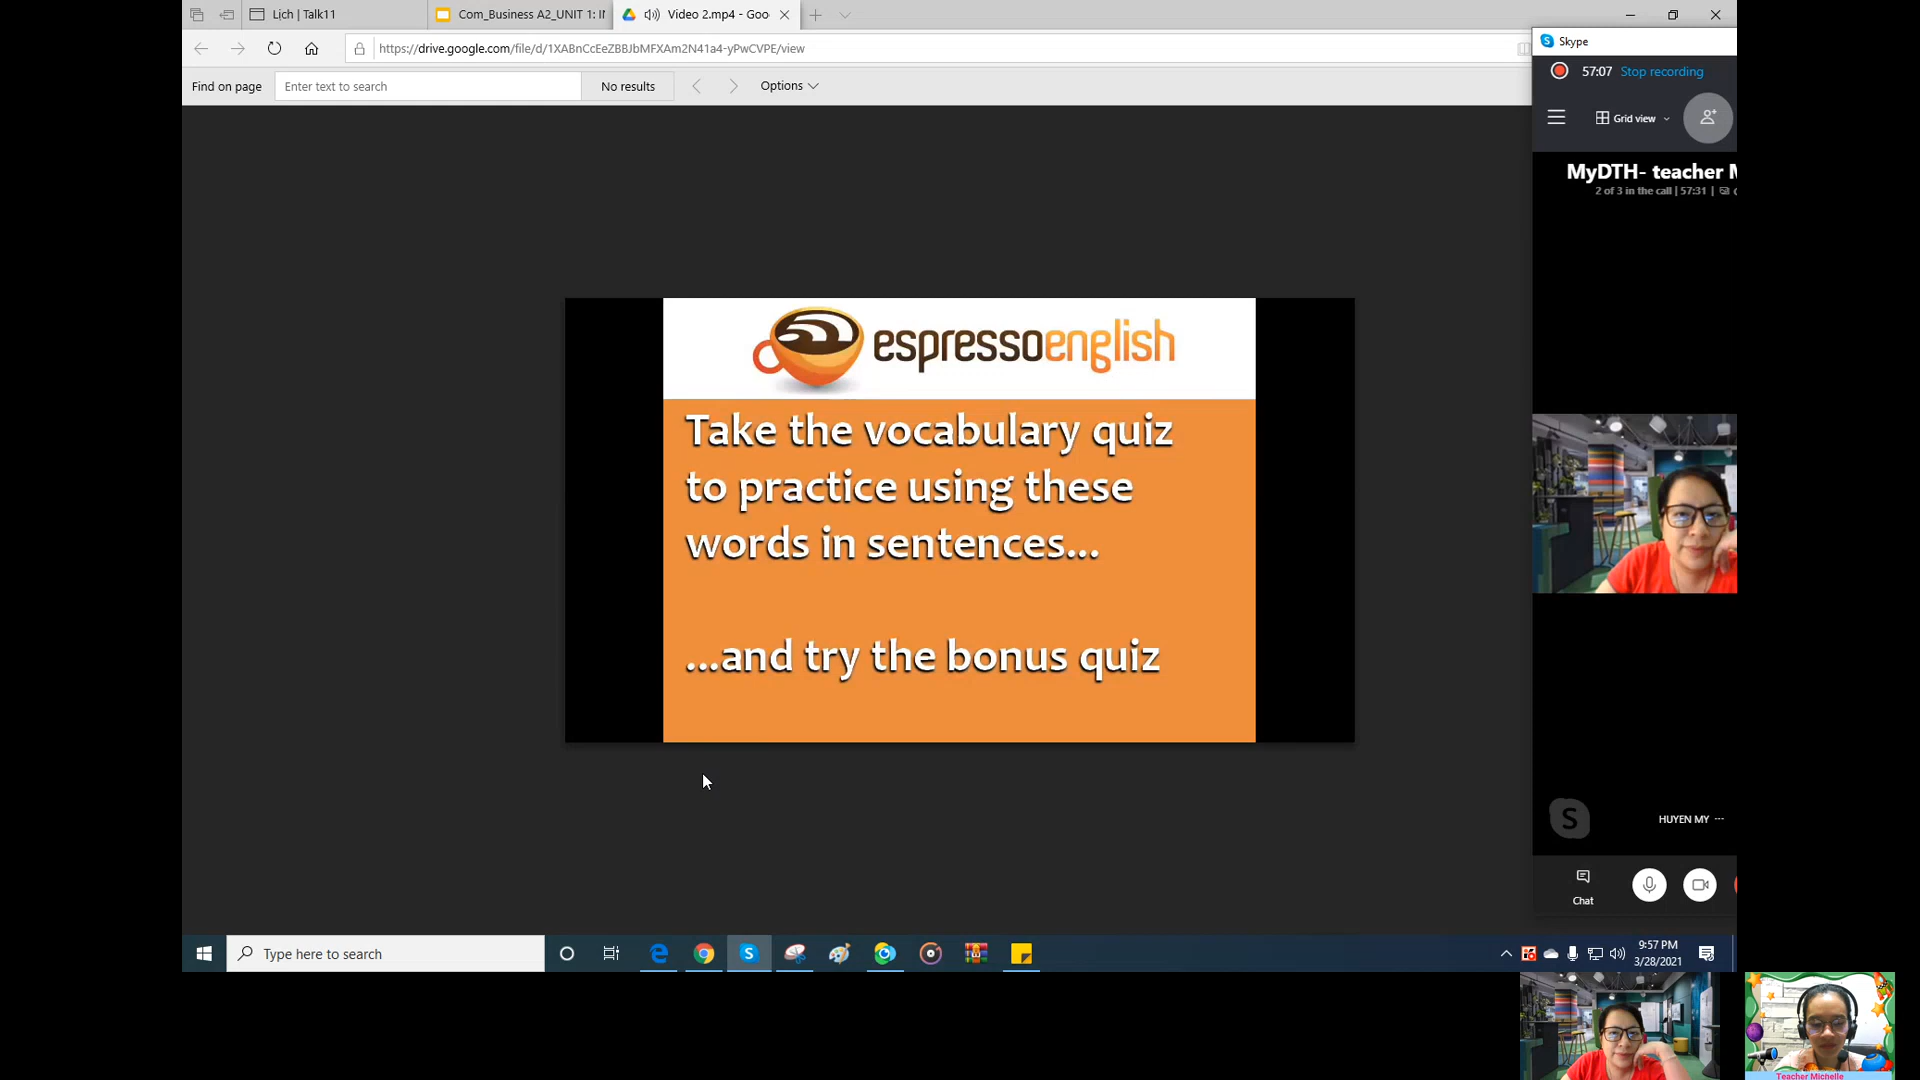 Lịch | Talk11
Com_Business A2_UNIT 1: II
Video 2.mp4 - Goo
https://drive.google.com/file/d/1XABnCcEeZBBJbMFXAm2N41a4-yPwCVPE/view
Find on page
Enter text to search
No results
Options
Skype
57:07 Stop recording
Grid view
MyDTH- teacher
2 of 3 in the call | 57:31 |
espressoenglish
Take the vocabulary quiz
to practice using these
words in sentences...
...and try the bonus quiz
S
HUYEN MY ...
Chat
Type here to search
9:57 PM
3/28/2021
Teacher Michelle